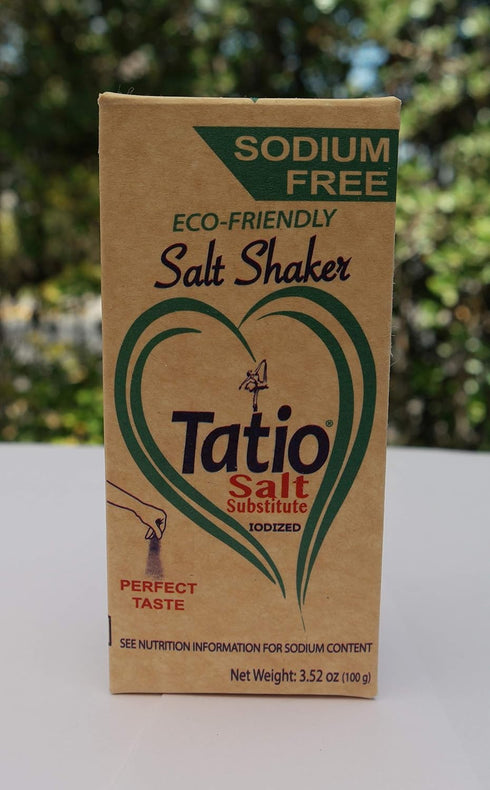 SODIUM
FREE
ECO-FRIENDLY
Salt Shaker
Tatio®
Salt
Substitute
IODIZED
PERFECT
TASTE
SEE NUTRITION INFORMATION FOR SODIUM CONTENT
Net Weight: 3.52 oz (100 g)